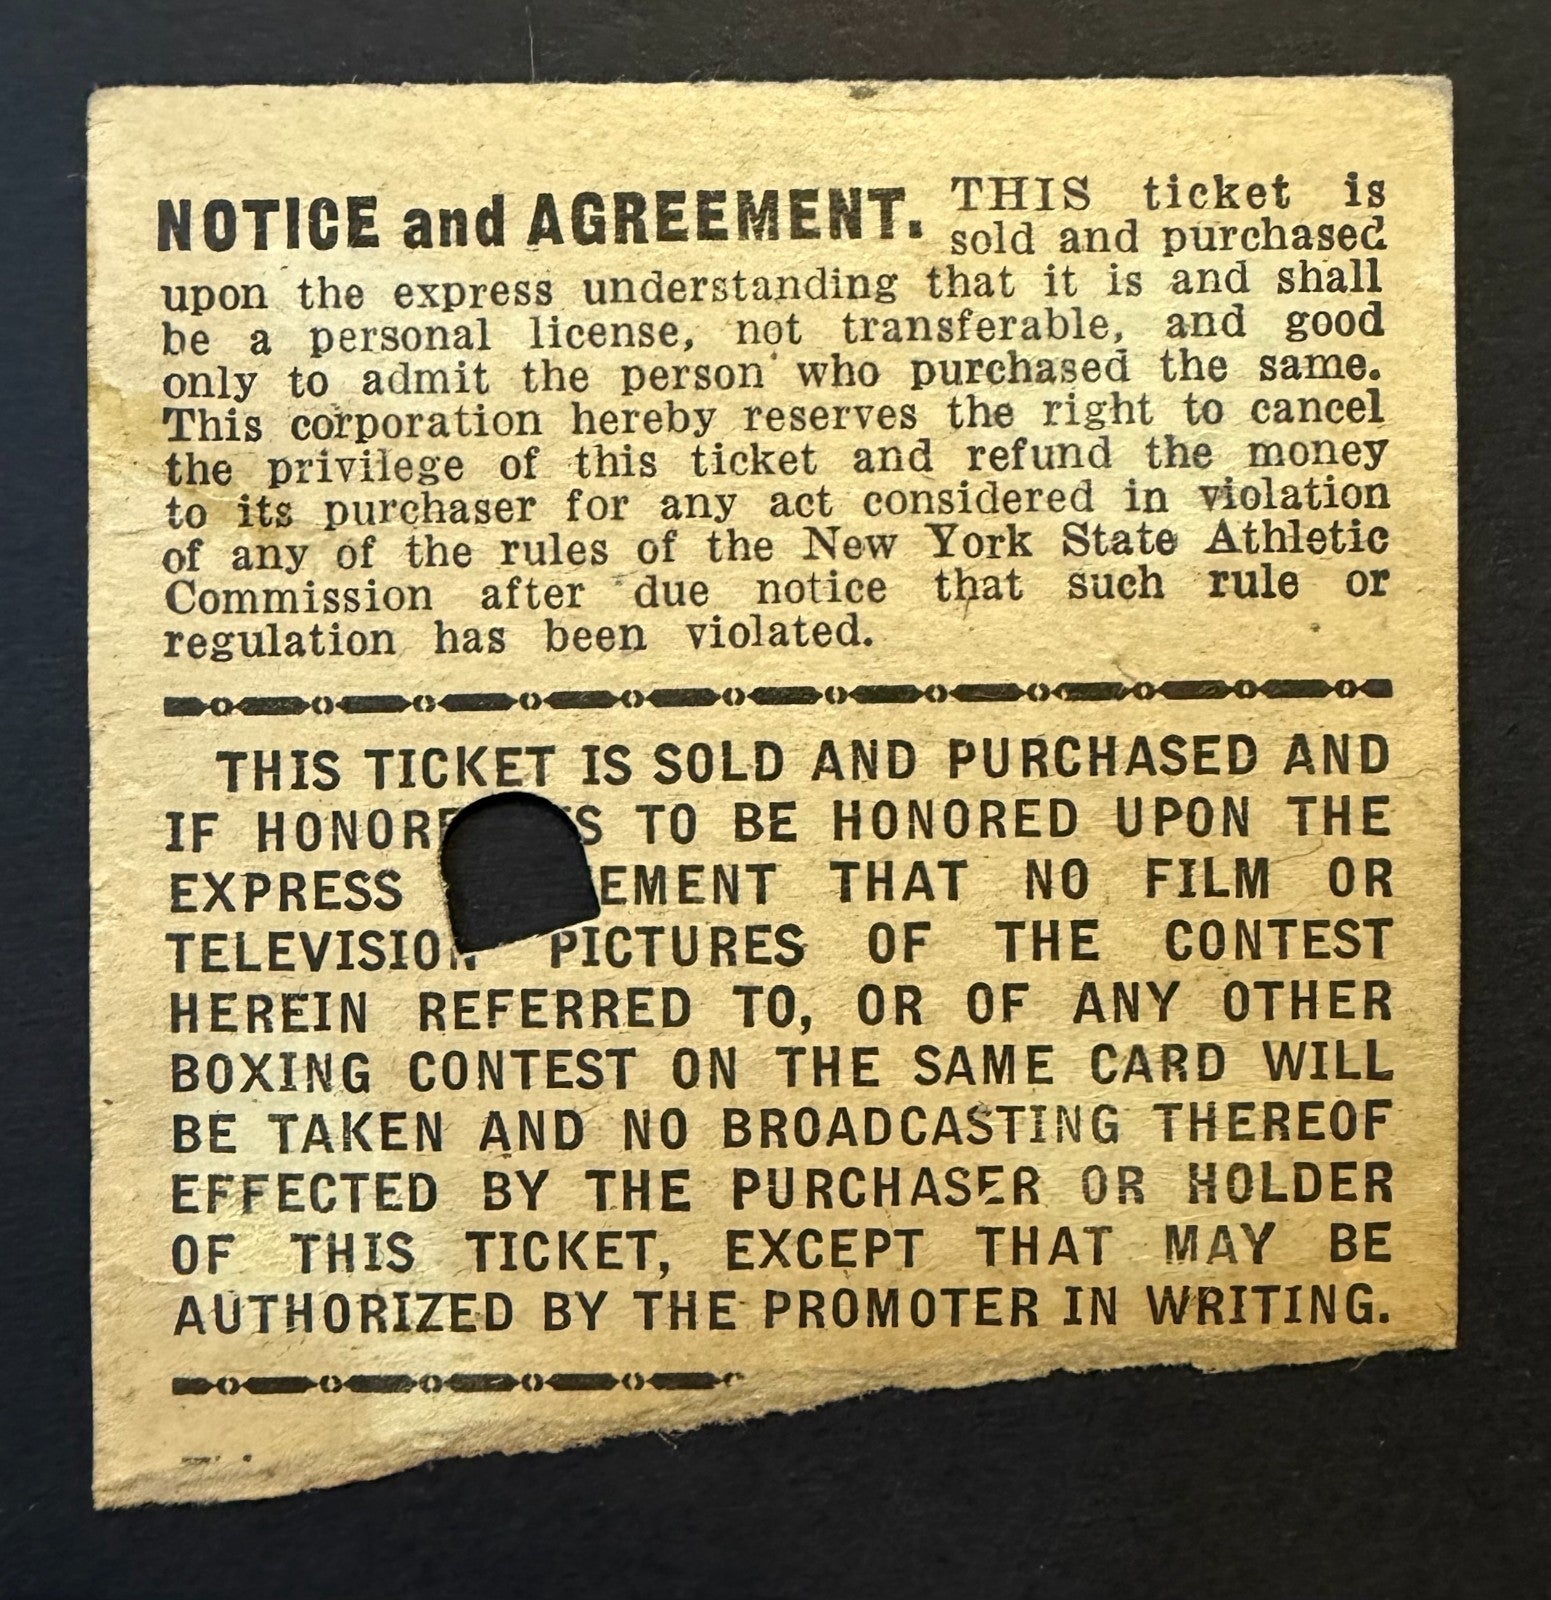 NOTICE and AGREEMENT. THIS ticket is
sold and purchased
upon the express understanding that it is and shall
be a personal license, not transferable, and good
only to admit the person who purchased the same.
This corporation hereby reserves the right to cancel
the privilege of this ticket and refund the money
to its purchaser for any act considered in violation
of any of the rules of the New York State Athletic
Commission after due notice that such rule or
regulation has been violated.
THIS TICKET IS SOLD AND PURCHASED AND
IF HONORE S TO BE HONORED UPON THE
EXPRESS EMENT THAT NO FILM OR
TELEVISION PICTURES OF THE CONTEST
HEREIN REFERRED TO, OR OF ANY OTHER
BOXING CONTEST ON THE SAME CARD WILL
BE TAKEN AND NO BROADCASTING THEREOF
EFFECTED BY THE PURCHASER OR HOLDER
OF THIS TICKET, EXCEPT THAT MAY BE
AUTHORIZED BY THE PROMOTER IN WRITING.